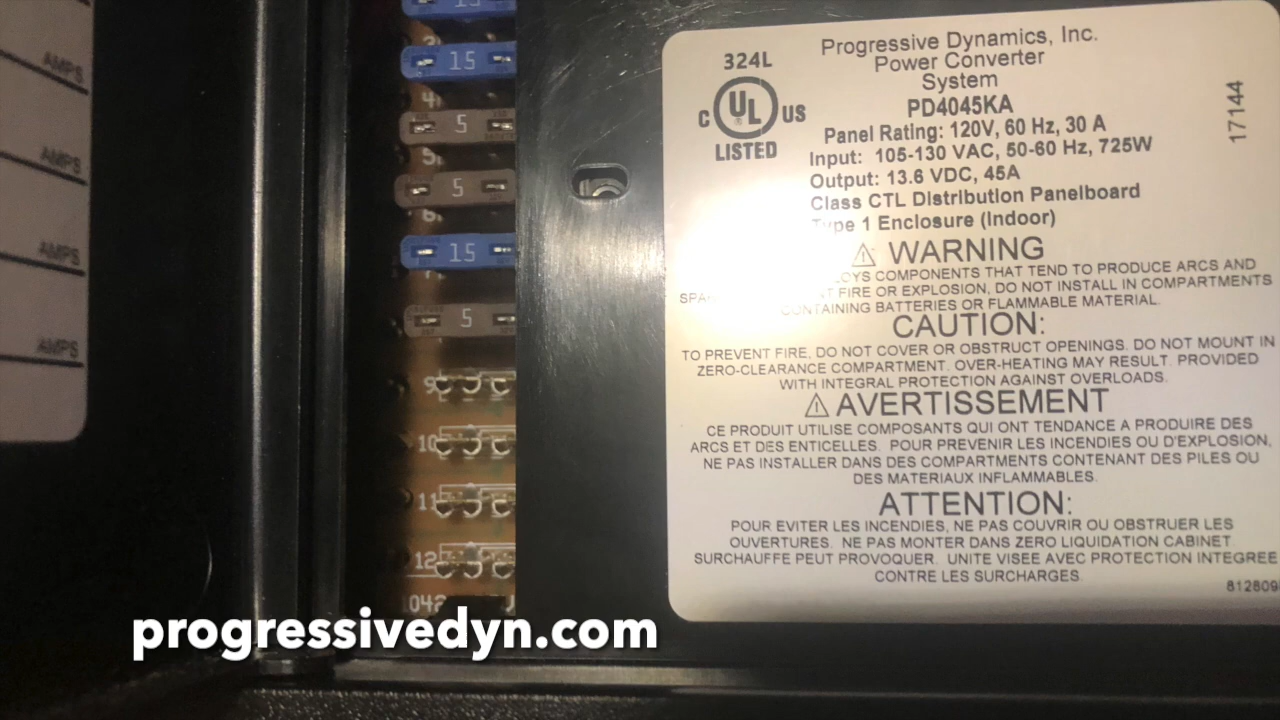 AMPS
AMPS
AMPS
AMPS
15
3
15
4
5
5
5
6
15
5
9
10
11
12
1042
324L
C UL US
®
LISTED
Progressive Dynamics, Inc.
Power Converter
System
PD4045KA
Panel Rating: 120V, 60 Hz, 30 A
Input: 105-130 VAC, 50-60 Hz, 725W
Output: 13.6 VDC, 45A
Class CTL Distribution Panelboard
Type 1 Enclosure (Indoor)
17144
WARNING
COMPONENTS THAT TEND TO PRODUCE ARCS AND
FIRE OR EXPLOSION, DO NOT INSTALL IN COMPARTMENTS
CONTAINING BATTERIES OR FLAMMABLE MATERIAL.
CAUTION:
TO PREVENT FIRE, DO NOT COVER OR OBSTRUCT OPENINGS. DO NOT MOUNT IN
ZERO-CLEARANCE COMPARTMENT. OVER-HEATING MAY RESULT. PROVIDED
WITH INTEGRAL PROTECTION AGAINST OVERLOADS.
AVERTISSEMENT
CE PRODUIT UTILISE COMPOSANTS QUI ONT TENDANCE A PRODUIRE DES
ARCS ET DES ENTICELLES. POUR PREVENIR LES INCENDIES OU D'EXPLOSION,
NE PAS INSTALLER DANS DES COMPARTMENTS CONTENANT DES PILES OU
DES MATERIAUX INFLAMMABLES.
ATTENTION:
POUR EVITER LES INCENDIES, NE PAS COUVRIR OU OBSTRUER LES
OUVERTURES. NE PAS MONTER DANS ZERO LIQUIDATION CABINET.
SURCHAUFFE PEUT PROVOQUER. UNITE VISEE AVEC PROTECTION INTEGREE
CONTRE LES SURCHARGES.
progressivedyn.com